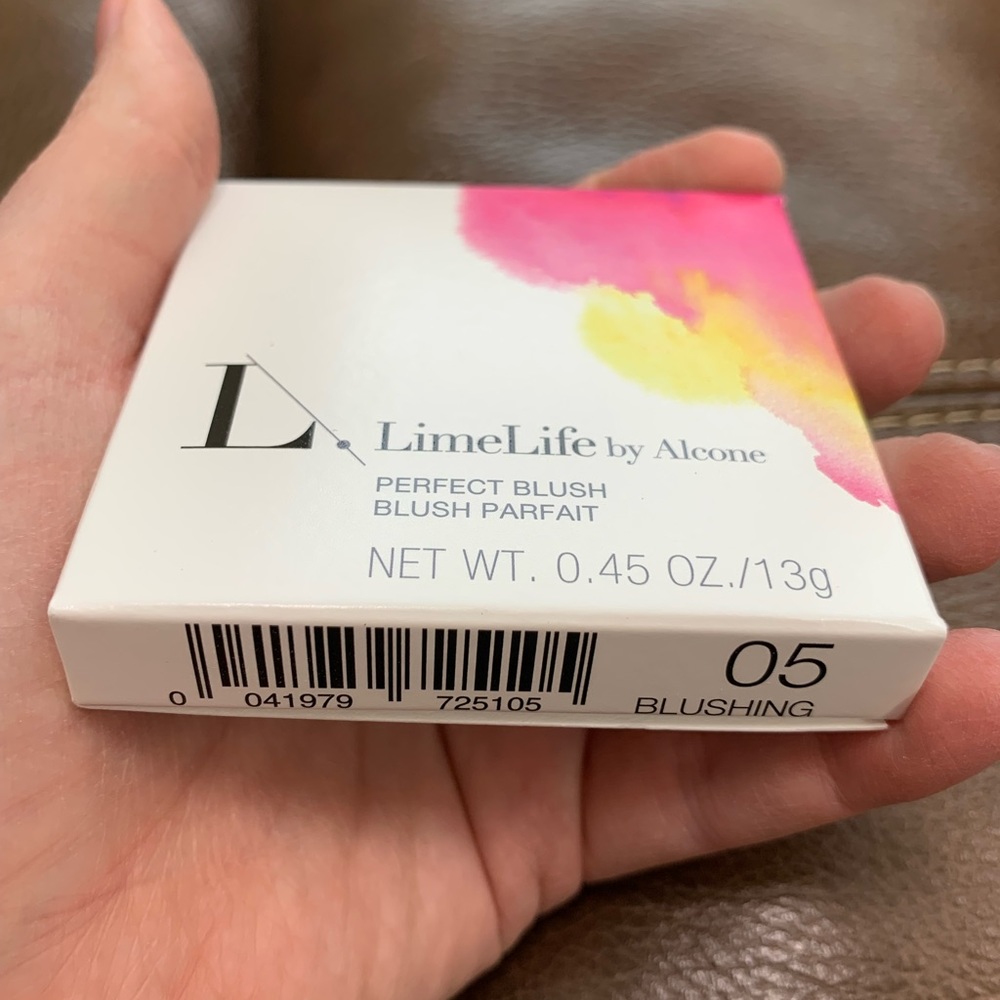 L
LimeLife by Alcone
PERFECT BLUSH
BLUSH PARFAIT
NET WT. 0.45 OZ./13g
0 041979 725105
05
BLUSHING